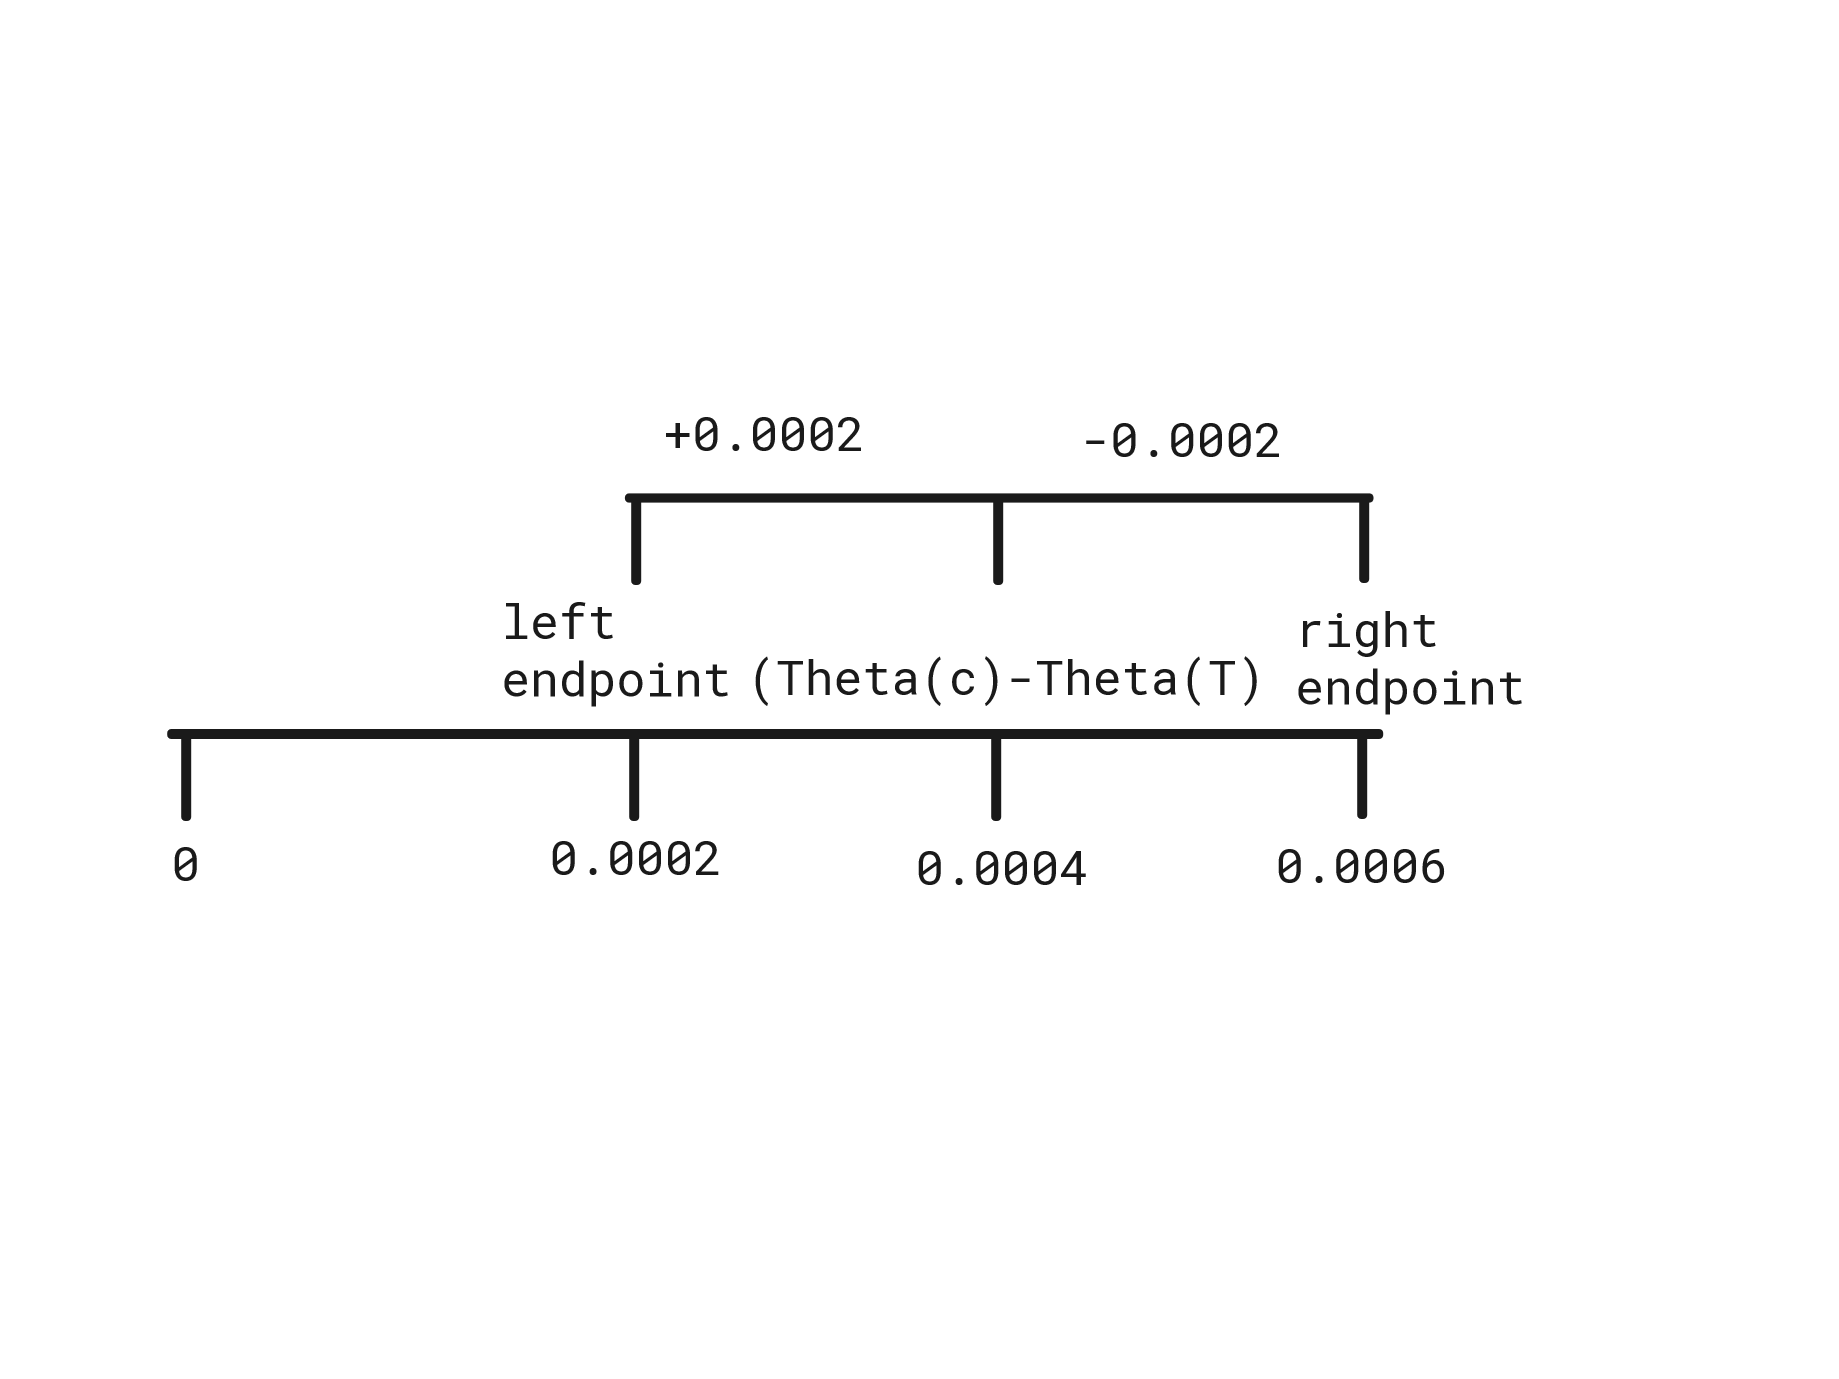 +0.0002
-0.0002
left
endpoint
(Theta(c)-Theta(T)
right
endpoint
0
0.0002
0.0004
0.0006